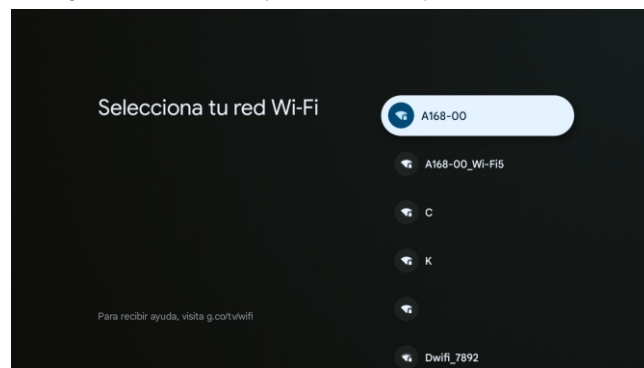 Selecciona tu red Wi-Fi
A168-00
A168-00_Wi-Fi5
C
K
Para recibir ayuda, visita g.co/tv/wifi
Dwifi_7892